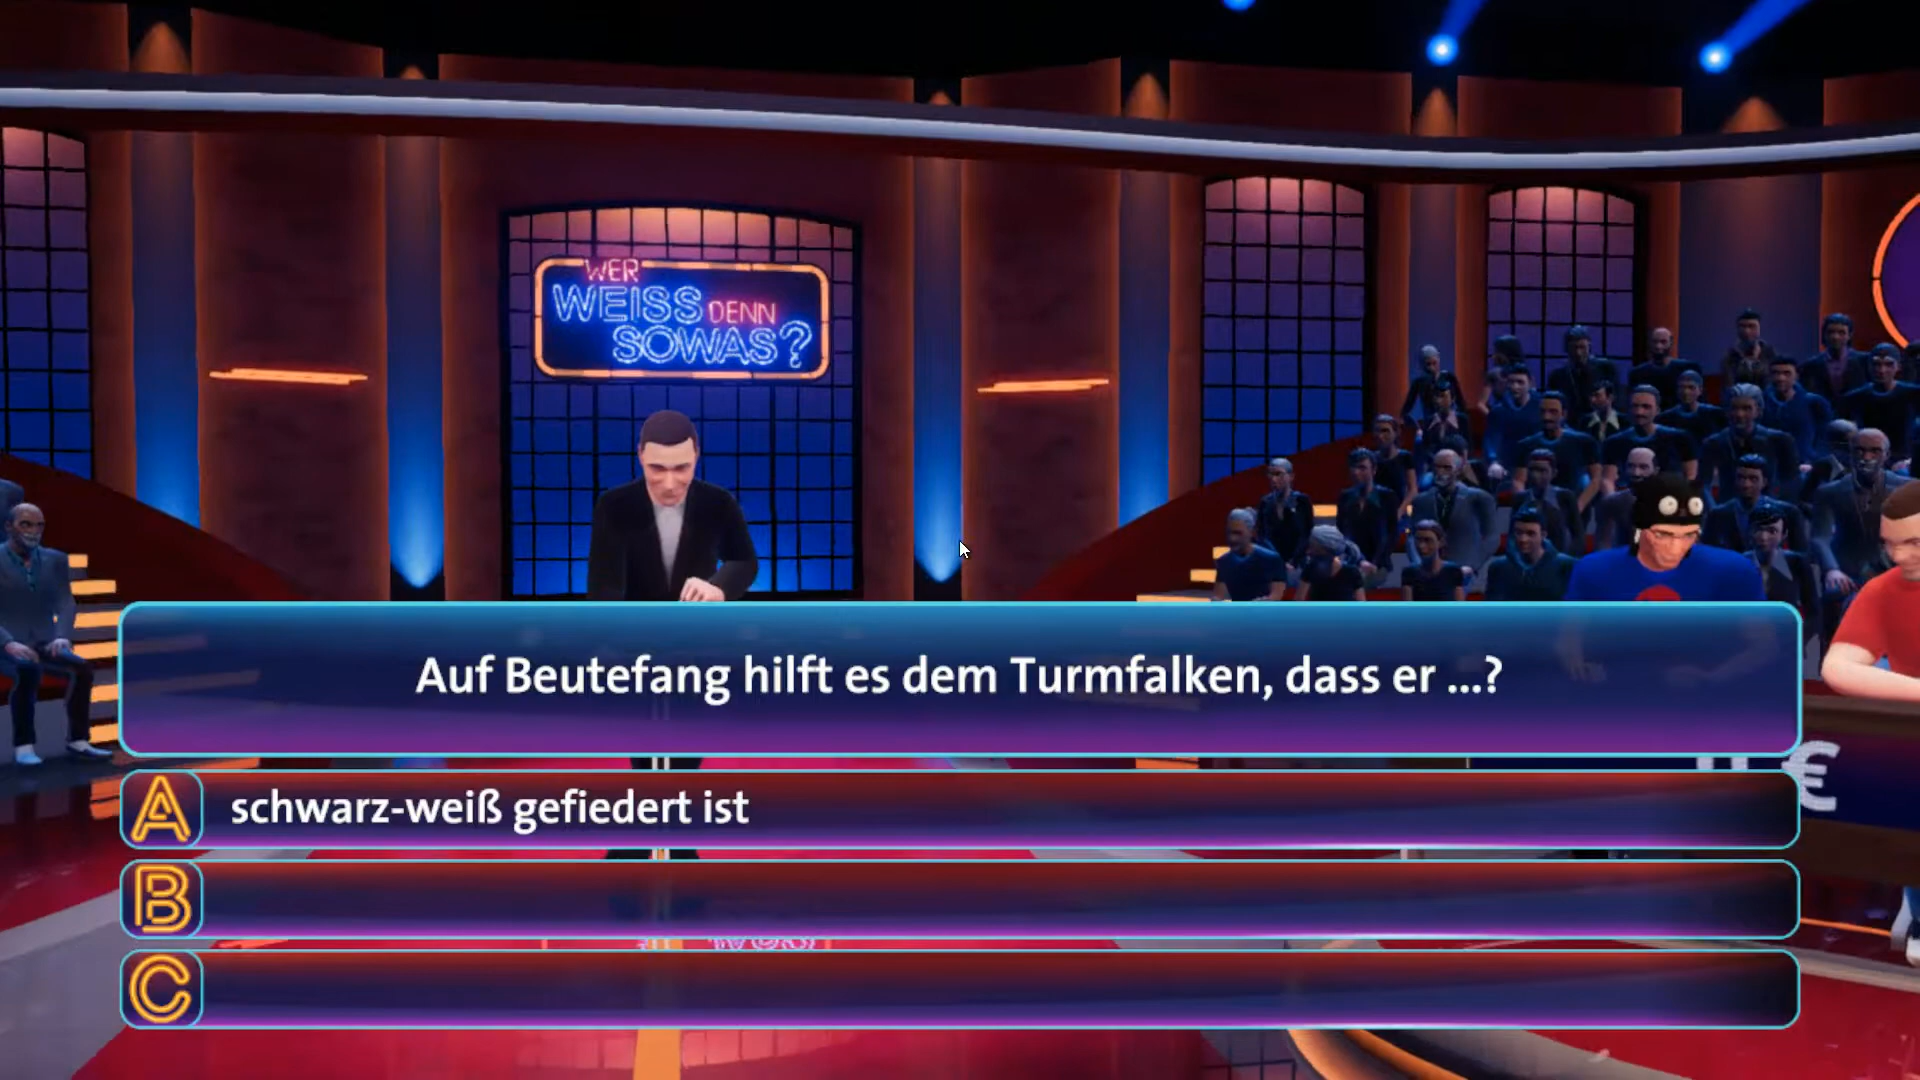 WER
WEISS DENN
SOWAS?
Auf Beutefang hilft es dem Turmfalken, dass er ...?
€
A schwarz-weiß gefiedert ist
B
C